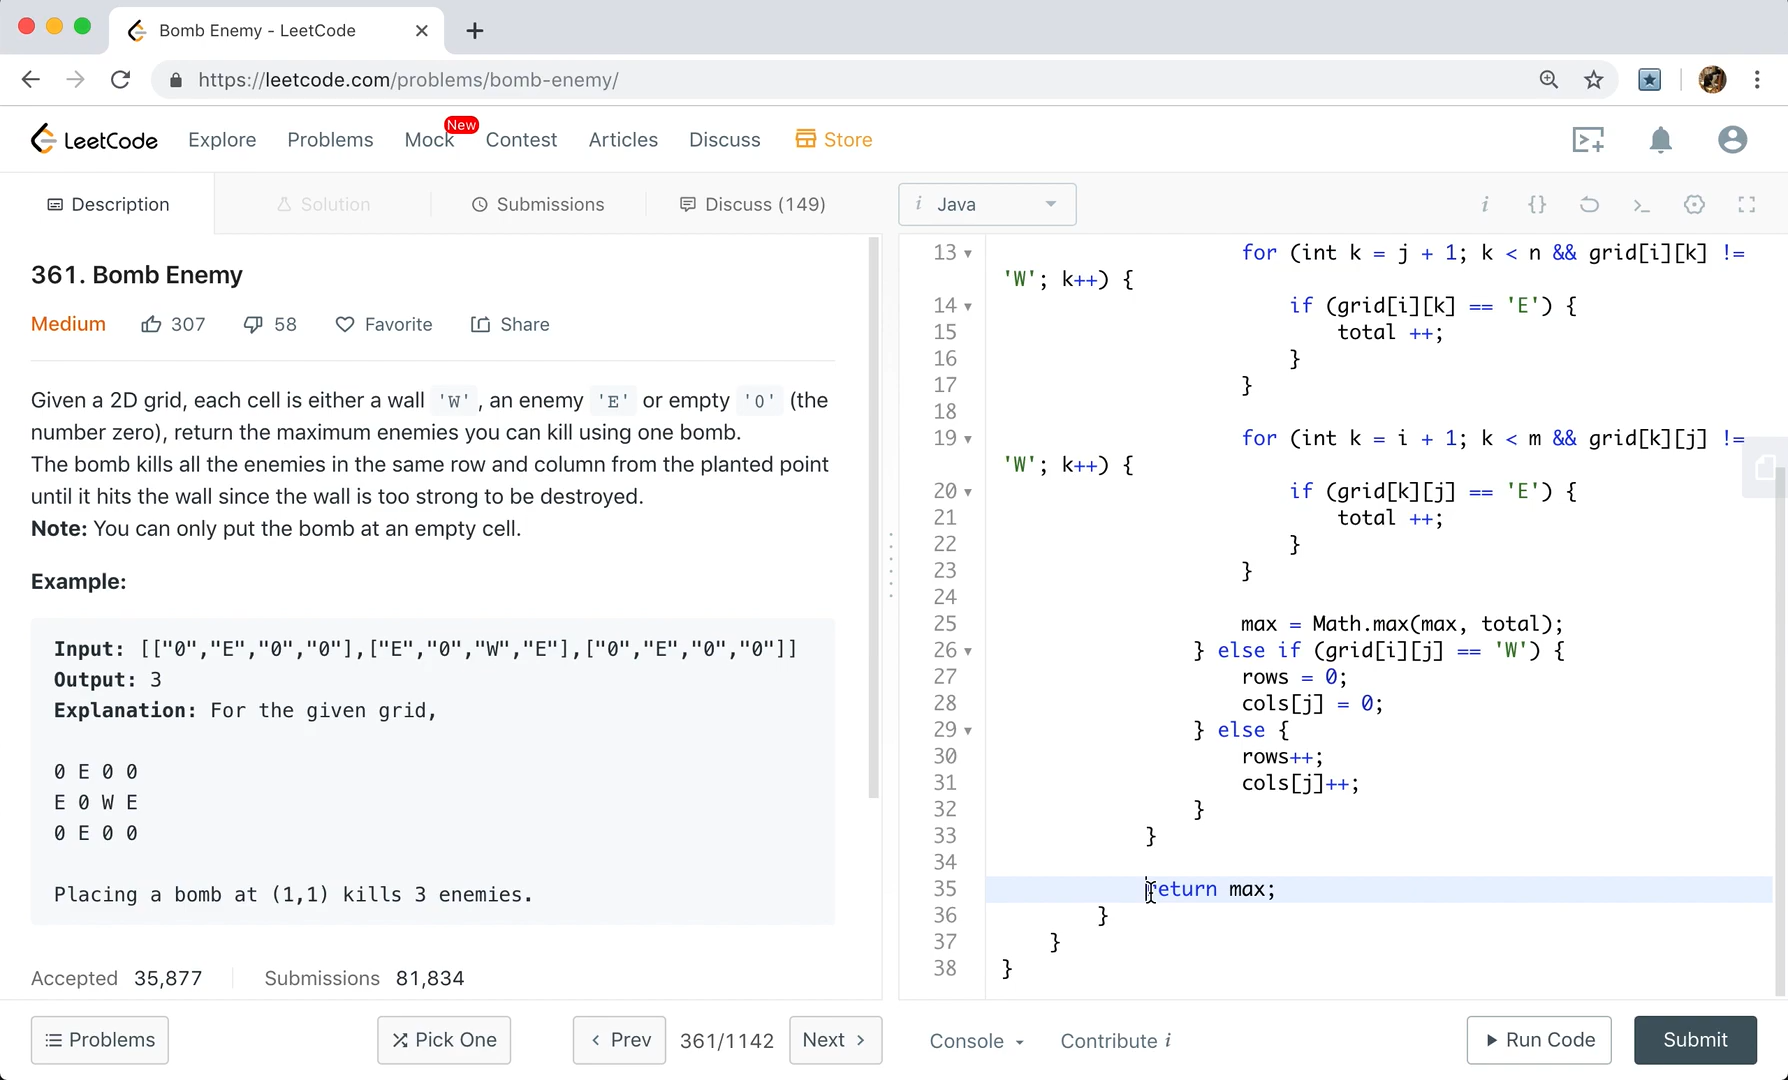 Bomb Enemy - LeetCode
https://leetcode.com/problems/bomb-enemy/
LeetCode Explore Problems Mock New Contest Articles Discuss Store
Description Solution Submissions Discuss (149)
361. Bomb Enemy
Medium 307 58 Favorite Share
Given a 2D grid, each cell is either a wall 'W', an enemy 'E' or empty '0' (the
number zero), return the maximum enemies you can kill using one bomb.
The bomb kills all the enemies in the same row and column from the planted point
until it hits the wall since the wall is too strong to be destroyed.
Note: You can only put the bomb at an empty cell.
Example:
Input: [["0","E","0","0"],["E","0","W","E"],["0","E","0","0"]]
Output: 3
Explanation: For the given grid,
0 E 0 0
E 0 W E
0 E 0 0
Placing a bomb at (1,1) kills 3 enemies.
Accepted 35,877 Submissions 81,834
Problems Pick One Prev 361/1142 Next
i Java i {}
13 for (int k = j + 1; k < n && grid[i][k] !=
'W'; k++) {
14 if (grid[i][k] == 'E') {
15 total ++;
16 }
17 }
18
19 for (int k = i + 1; k < m && grid[k][j] !=
'W'; k++) {
20 if (grid[k][j] == 'E') {
21 total ++;
22 }
23 }
24
25 max = Math.max(max, total);
26 } else if (grid[i][j] == 'W') {
27 rows = 0;
28 cols[j] = 0;
29 } else {
30 rows++;
31 cols[j]++;
32 }
33 }
34
35 return max;
36 }
37 }
38 }
Console Contribute i Run Code Submit